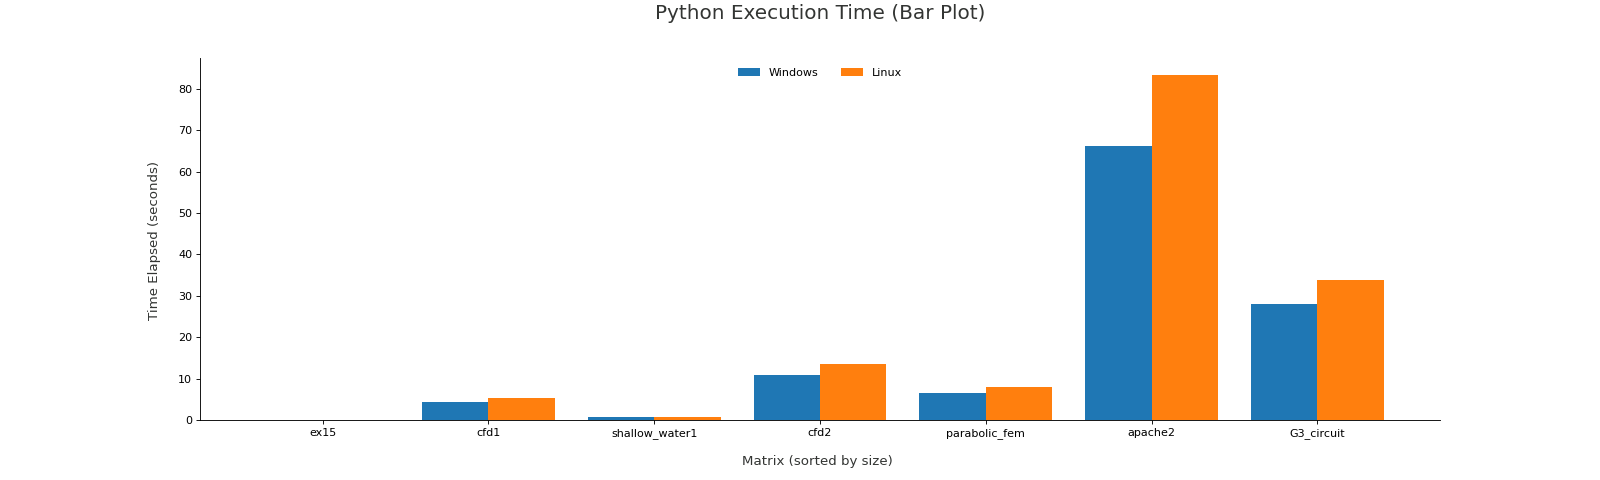 Python Execution Time (Bar Plot)
Windows Linux
Time Elapsed (seconds)
80
70
60
50
40
30
20
10
0
ex15 cfd1 shallow_water1 cfd2 parabolic_fem apache2 G3_circuit
Matrix (sorted by size)